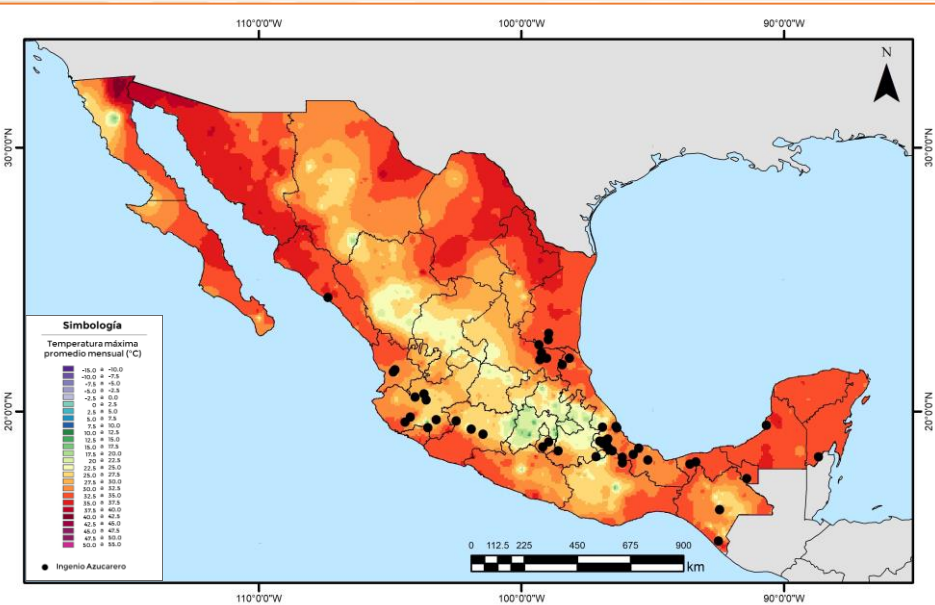 110°0'0"W 100°0'0"W 90°0'0"W
N
30°0'0"N 30°0'0"N
20°0'0"N 20°0'0"N
Simbología
Temperatura máxima
promedio mensual (°C)
-15.0 a -10.0
-10.0 a -7.5
-7.5 a -5.0
-5.0 a -2.5
-2.5 a 0.0
0 a 2.5
2.5 a 5.0
5.0 a 7.5
7.5 a 10.0
10.0 a 12.5
12.5 a 15.0
15.0 a 17.5
17.5 a 20.0
20 a 22.5
22.5 a 25.0
25.0 a 27.5
27.5 a 30.0
30.0 a 32.5
32.5 a 35.0
35.0 a 37.5
37.5 a 40.0
40.0 a 42.5
42.5 a 45.0
45.0 a 47.5
47.5 a 50.0
50.0 a 55.0
Ingenio Azucarero
0 112.5 225 450 675 900
km
110°0'0"W 100°0'0"W 90°0'0"W